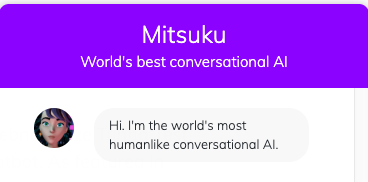 Mitsuku
World's best conversational AI
Hi. I'm the world's most
humanlike conversational AI.